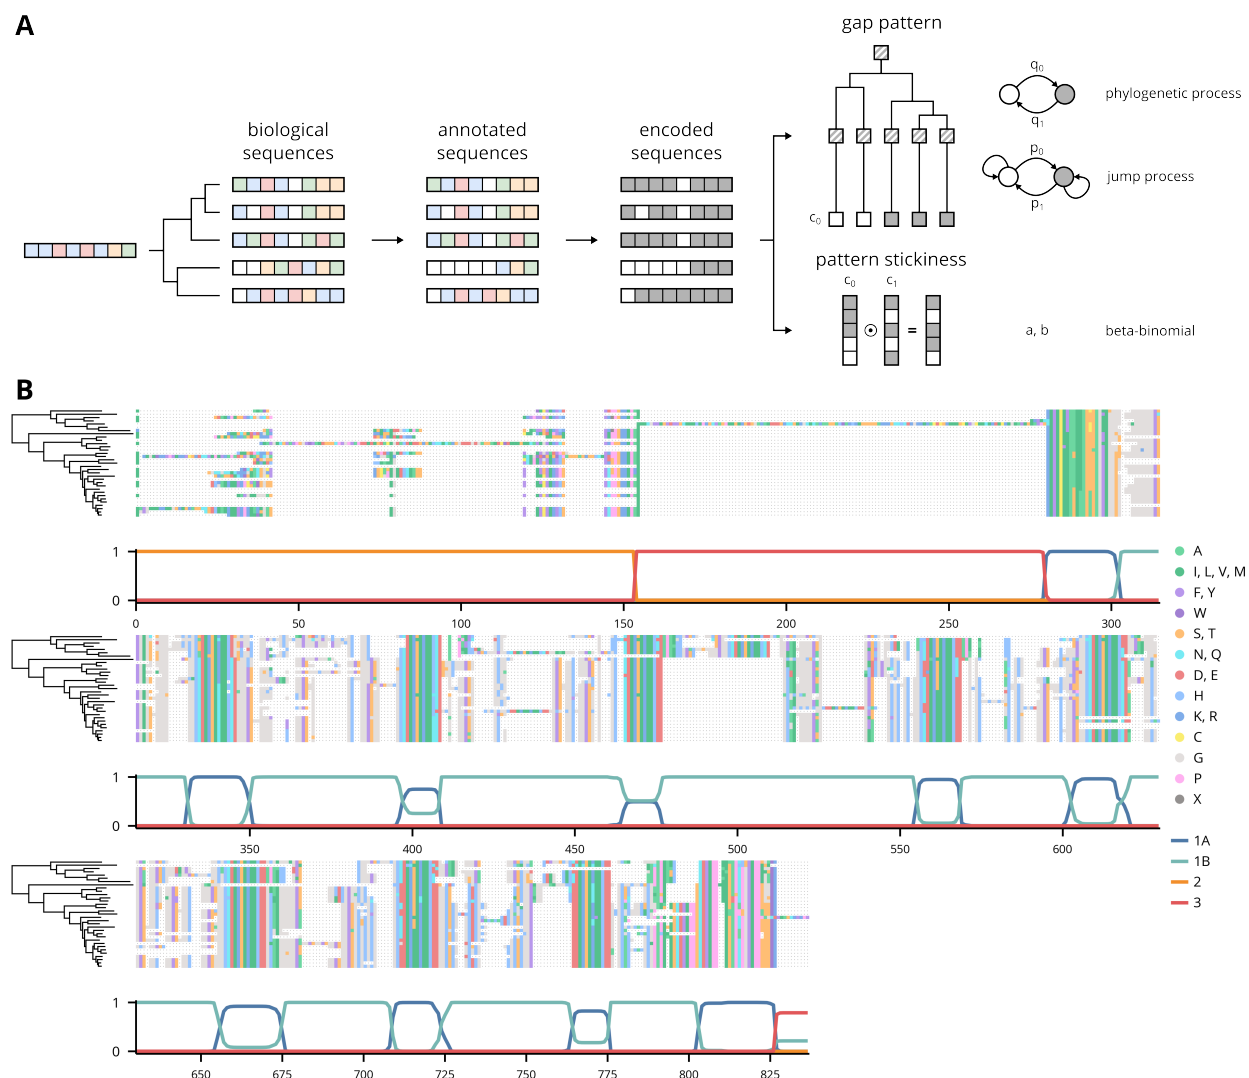 A
gap pattern
q0
q1
phylogenetic process
biological
sequences
annotated
sequences
encoded
sequences
p0
p1
jump process
c0
pattern stickiness
c0 c1
⊙ =
a, b
beta-binomial
B
1
0
0 50 100 150 200 250 300
1
0
350 400 450 500 550 600
1
0
650 675 700 725 750 775 800 825
A
I, L, V, M
F, Y
W
S, T
N, Q
D, E
H
K, R
C
G
P
X
1A
1B
2
3